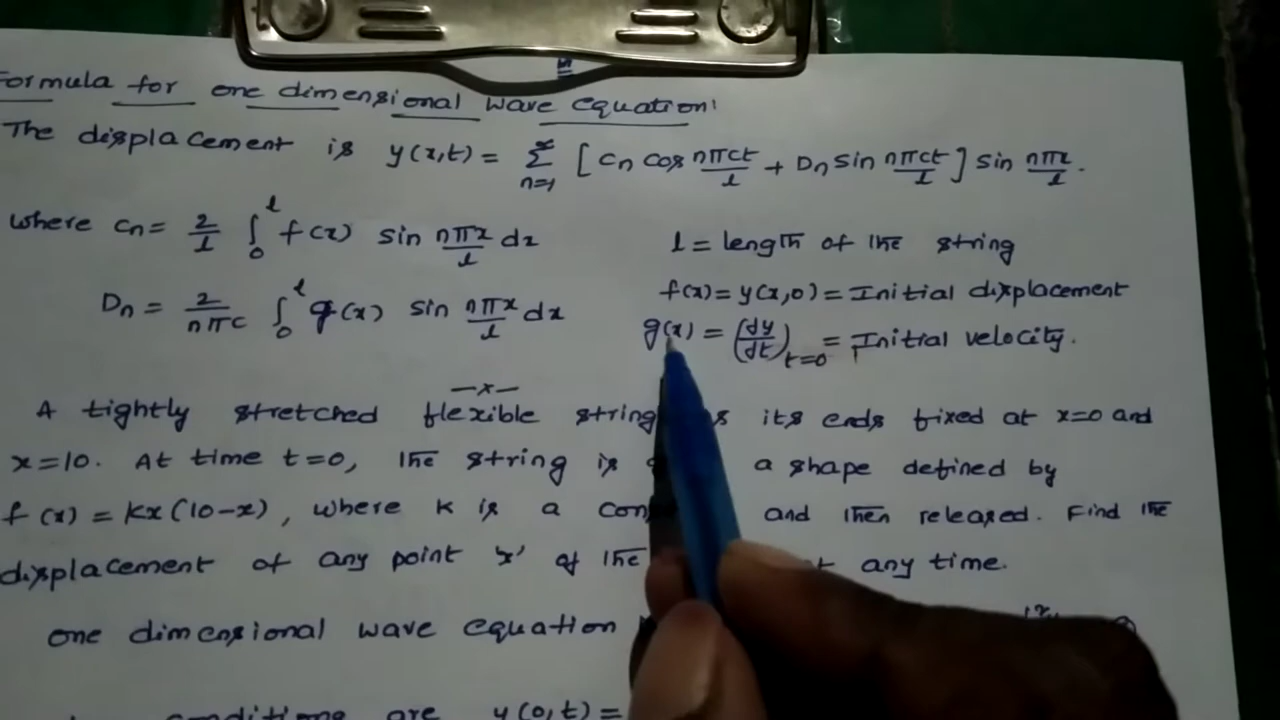 Formula for one dimensional wave equation:
The displacement is y(x,t) = ∑_{n=1}^{∞} [Cn cos nπct/l + Dn sin nπct/l] sin nπx/l.
where Cn = 2/l ∫_0^l f(x) sin nπx/l dx
l = length of the string
f(x) = y(x,0) = Initial displacement
Dn = 2/nπc ∫_0^l g(x) sin nπx/l dx
g(x) = (dy/dt)_{t=0} = Initial velocity.
—x—
A tightly stretched flexible string its ends fixed at x=0 and
x=10. At time t=0, the string is a shape defined by
f(x) = Kx(10-x), where K is a and then released. Find the
displacement of any point 'x' of the any time.
one dimensional wave equation
conditions are y(0,t) =